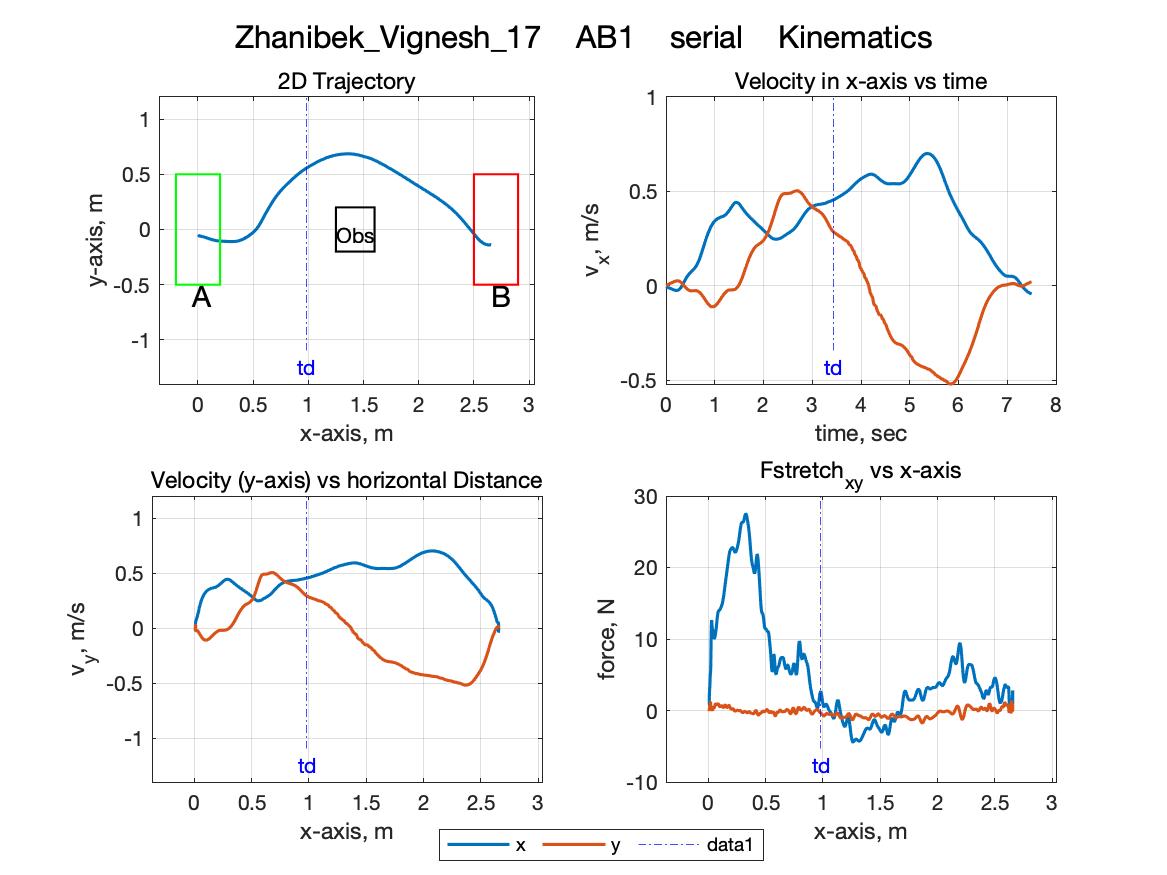 Zhanibek_Vignesh_17 AB1 serial Kinematics
2D Trajectory
1
0.5
0
-0.5
-1
y-axis, m
A
B
Obs
td
0 0.5 1 1.5 2 2.5 3
x-axis, m
Velocity in x-axis vs time
1
0.5
0
-0.5
v_x, m/s
td
0 1 2 3 4 5 6 7 8
time, sec
Velocity (y-axis) vs horizontal Distance
1
0.5
0
-0.5
-1
v_y, m/s
td
0 0.5 1 1.5 2 2.5 3
x-axis, m
Fstretch_xy vs x-axis
30
20
10
0
-10
force, N
td
0 0.5 1 1.5 2 2.5 3
x-axis, m
x y data1